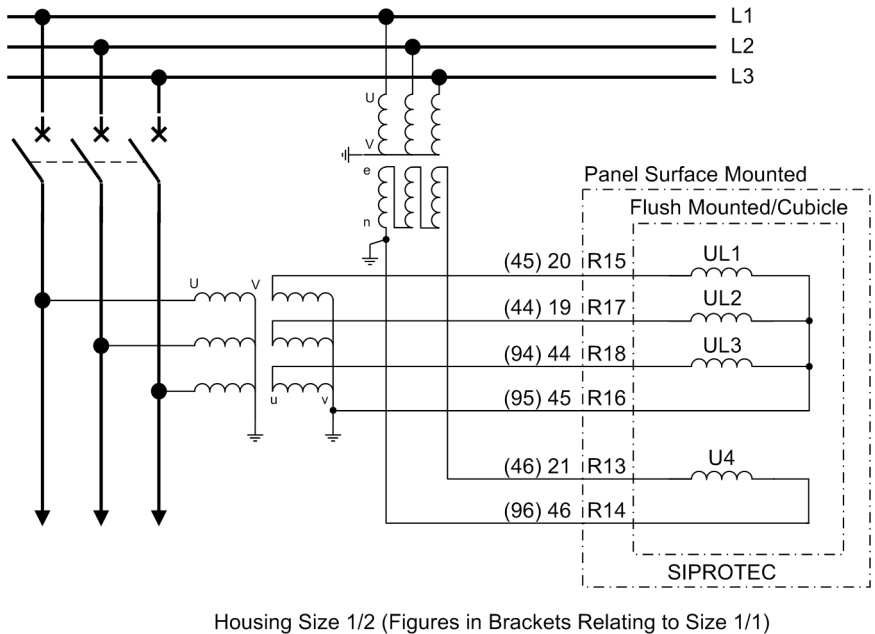 L1
L2
L3
U
V
e
n
Panel Surface Mounted
Flush Mounted/Cubicle
U V
u v
(45) 20 R15 UL1
(44) 19 R17 UL2
(94) 44 R18 UL3
(95) 45 R16
(46) 21 R13 U4
(96) 46 R14
SIPROTEC
Housing Size 1/2 (Figures in Brackets Relating to Size 1/1)